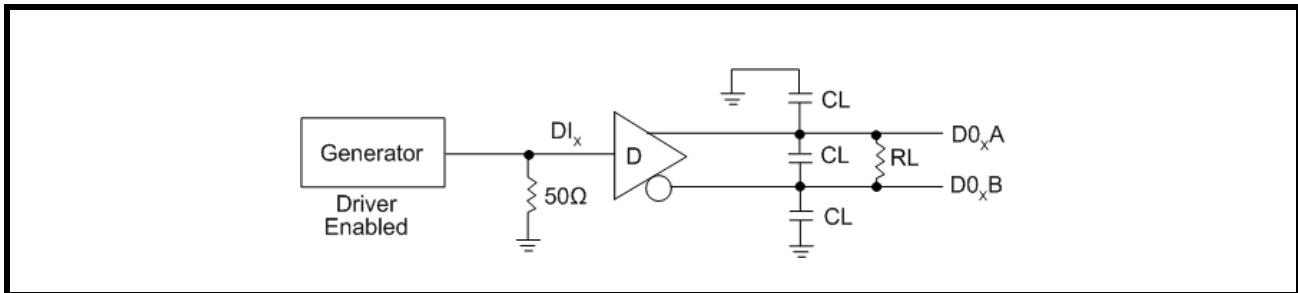 CL
DIₓ
D0ₓA
Generator
D
CL
RL
D0ₓB
50Ω
Driver
Enabled
CL